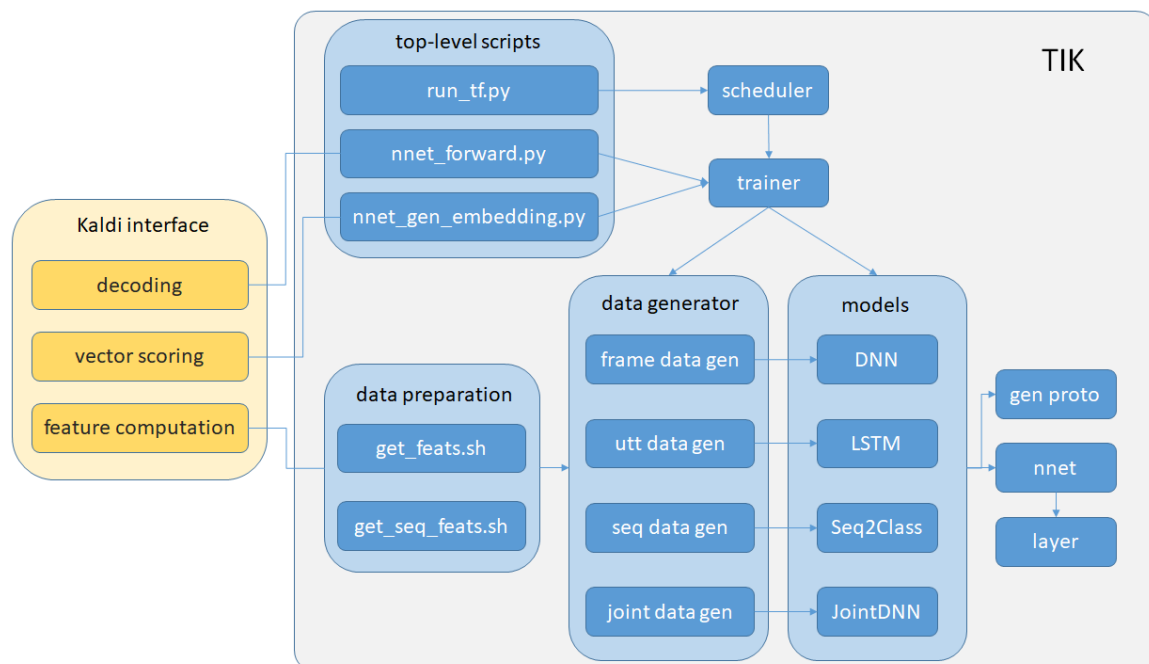 TIK
top-level scripts
run_tf.py
nnet_forward.py
nnet_gen_embedding.py
scheduler
trainer
Kaldi interface
decoding
vector scoring
feature computation
data preparation
get_feats.sh
get_seq_feats.sh
data generator
frame data gen
utt data gen
seq data gen
joint data gen
models
DNN
LSTM
Seq2Class
JointDNN
gen proto
nnet
layer